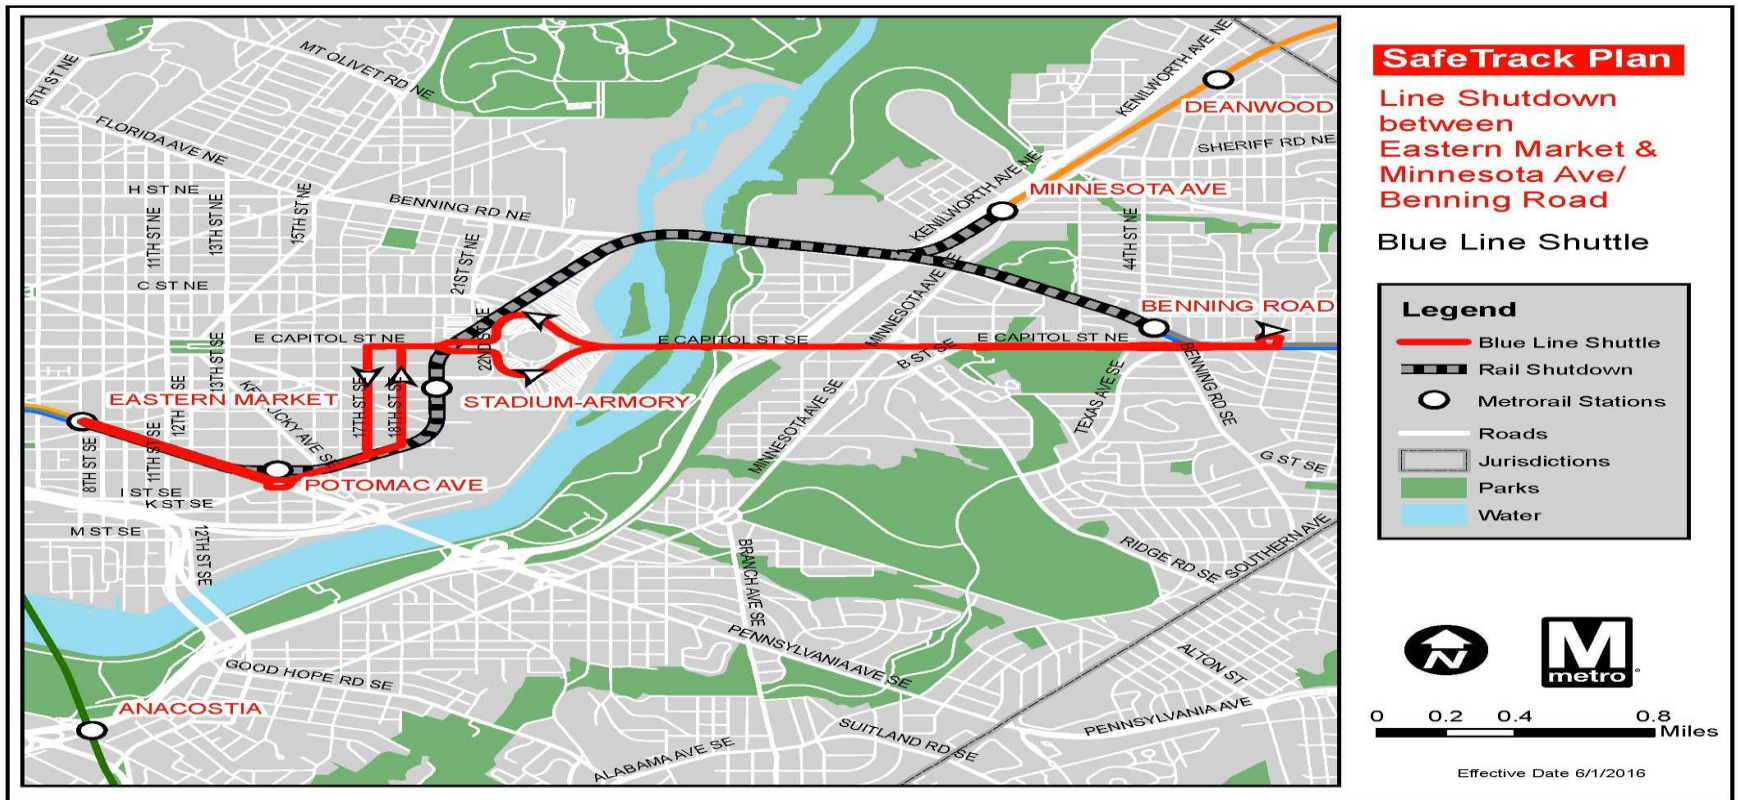 6TH ST NE
MT OLIVET RD NE
FLORIDA AVE NE
H ST NE
11TH ST NE
13TH ST NE
15TH ST NE
BENNING RD NE
C ST NE
21ST ST NE
22ND ST NE
E CAPITOL ST NE
13TH ST SE
12TH ST SE
KENTUCKY AVE SE
17TH ST SE
18TH ST SE
EASTERN MARKET
STADIUM-ARMORY
8TH ST SE
11TH ST SE
I ST SE
K ST SE
M ST SE
12TH ST SE
POTOMAC AVE
KENILWORTH AVE NE
DEANWOOD
SHERIFF RD NE
KENILWORTH AVE NE
MINNESOTA AVE
44TH ST NE
MINNESOTA AVE NE
BENNING ROAD
E CAPITOL ST SE
E CAPITOL ST NE
B ST SE
MINNESOTA AVE SE
TEXAS AVE SE
BENNING RD SE
G ST SE
BRANCH AVE SE
RIDGE RD SE
SOUTHERN AVE
PENNSYLVANIA AVE SE
GOOD HOPE RD SE
ANACOSTIA
ALABAMA AVE SE
SUITLAND RD SE
ALTON ST
PENNSYLVANIA AVE
SafeTrack Plan
Line Shutdown
between
Eastern Market &
Minnesota Ave/
Benning Road
Blue Line Shuttle
Legend
Blue Line Shuttle
Rail Shutdown
Metrorail Stations
Roads
Jurisdictions
Parks
Water
N
M
metro
0 0.2 0.4 0.8
Miles
Effective Date 6/1/2016